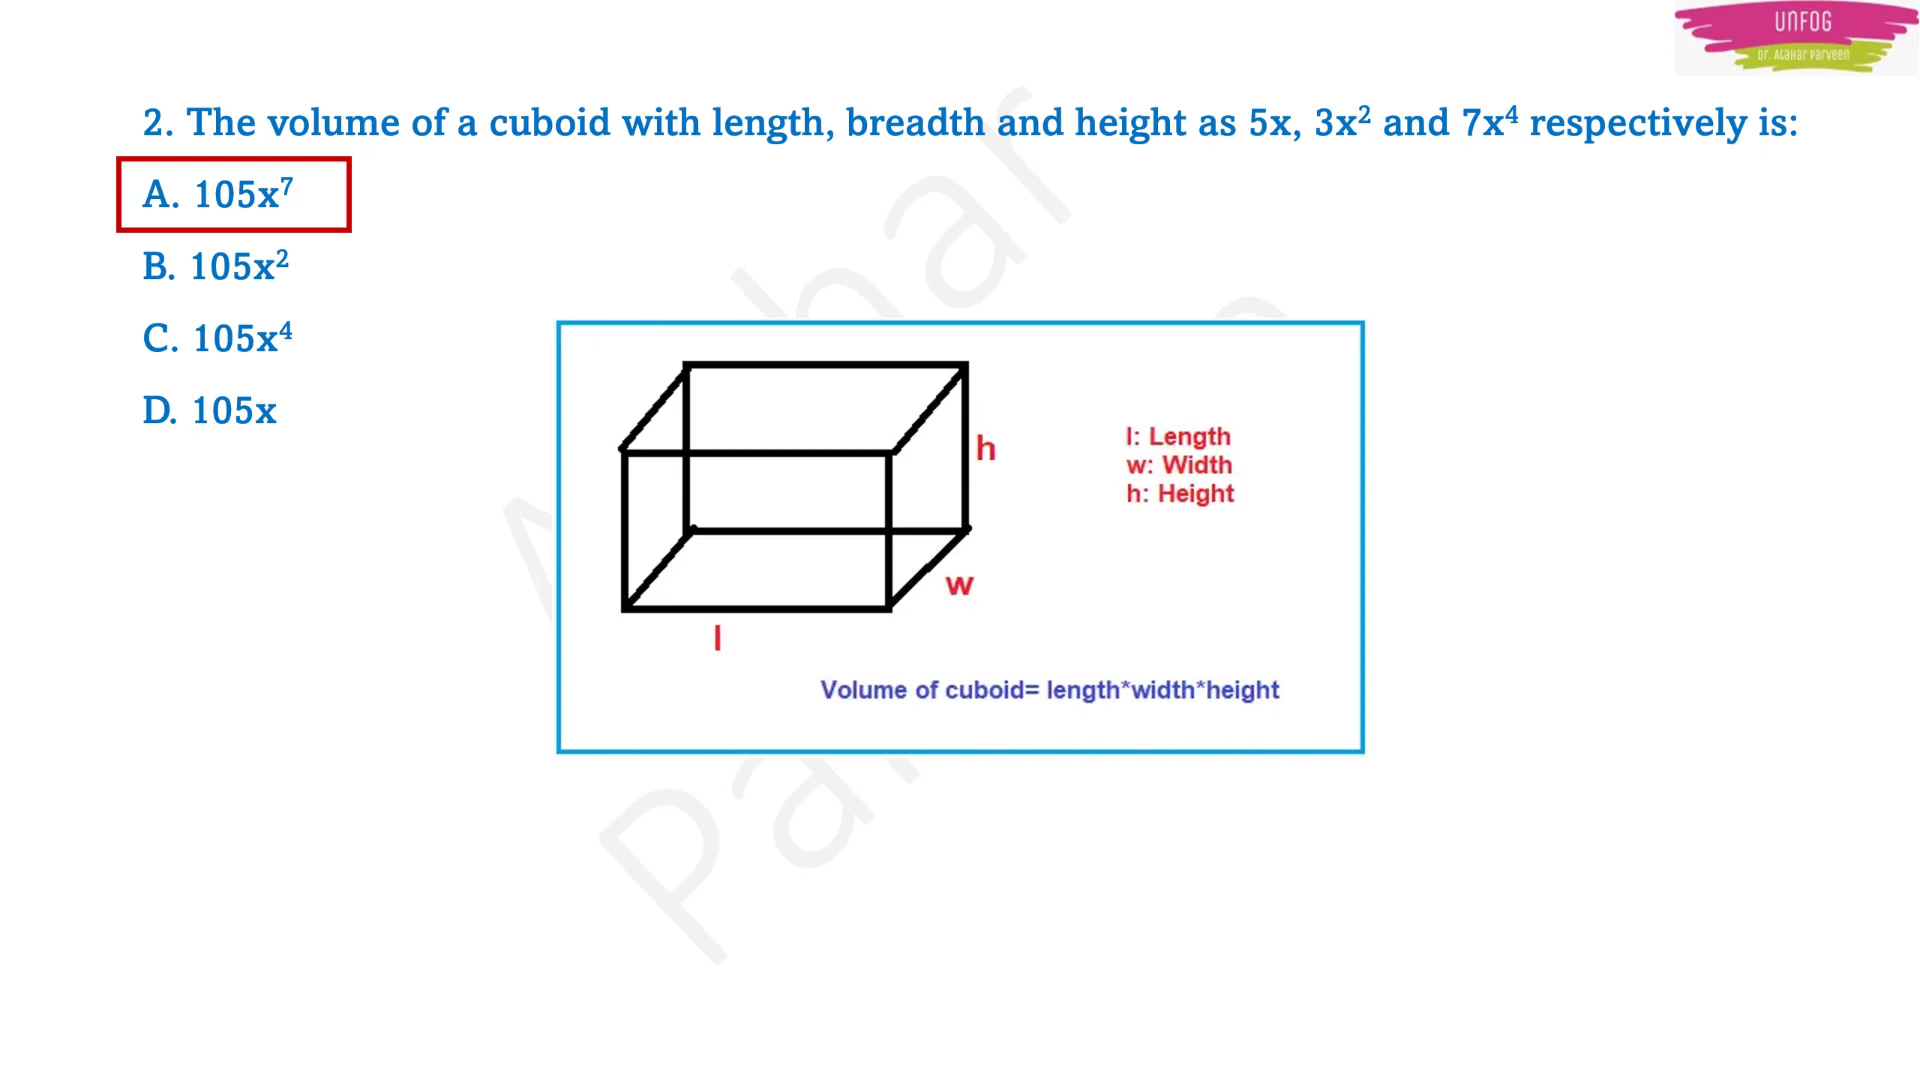 UNFOG
Dr. Atahar Parveen
2. The volume of a cuboid with length, breadth and height as 5x, 3x² and 7x⁴ respectively is:
A. 105x⁷
B. 105x²
C. 105x⁴
D. 105x
h
l: Length
w: Width
h: Height
w
l
Volume of cuboid= length*width*height